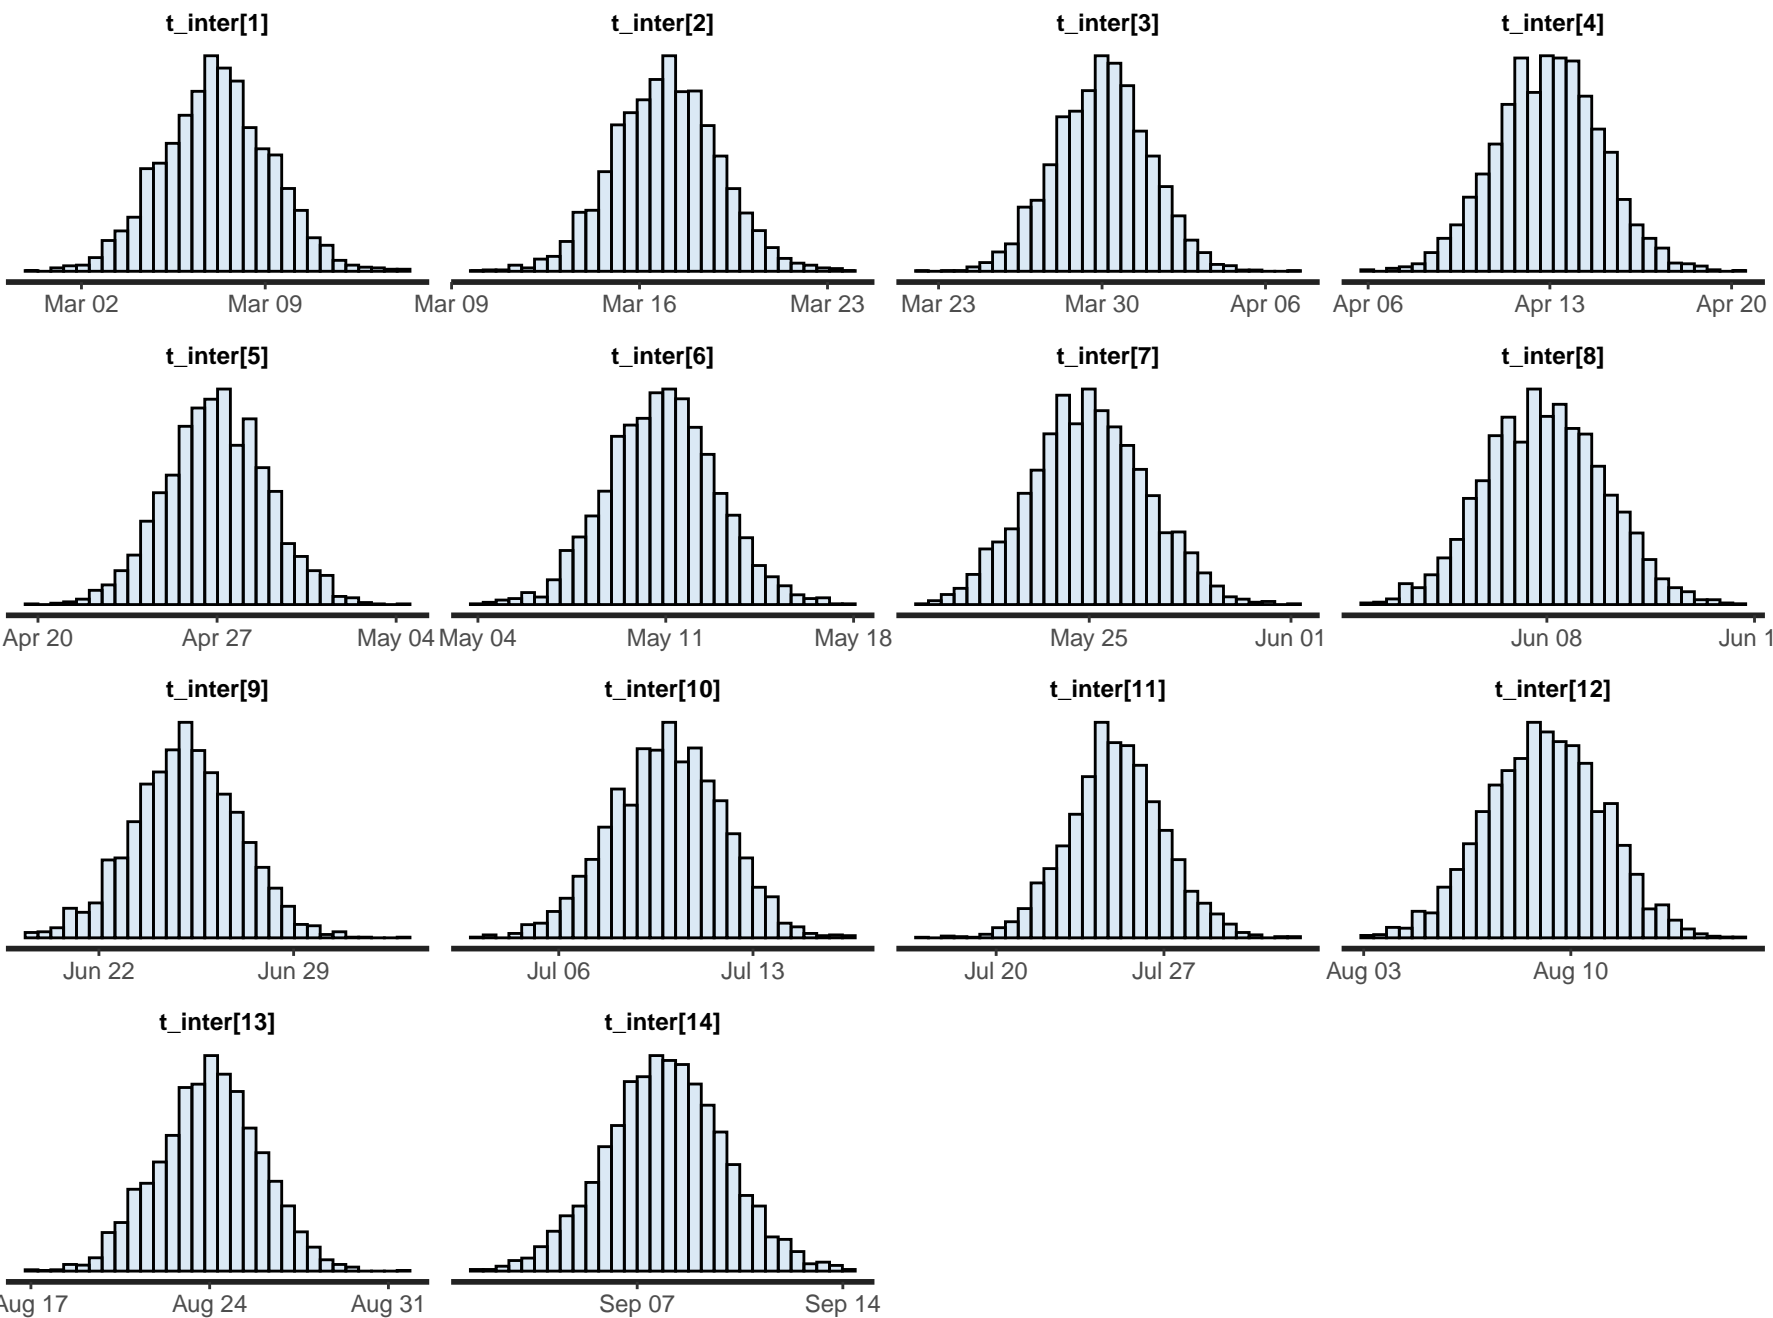 t_inter[1] t_inter[2] t_inter[3] t_inter[4]
Mar 02 Mar 09 Mar 09 Mar 16 Mar 23 Mar 23 Mar 30 Apr 06 Apr 06 Apr 13 Apr 20
t_inter[5] t_inter[6] t_inter[7] t_inter[8]
Apr 20 Apr 27 May 04 May 04 May 11 May 18 May 25 Jun 01 Jun 08 Jun 1
t_inter[9] t_inter[10] t_inter[11] t_inter[12]
Jun 22 Jun 29 Jul 06 Jul 13 Jul 20 Jul 27 Aug 03 Aug 10
t_inter[13] t_inter[14]
Aug 17 Aug 24 Aug 31 Sep 07 Sep 14